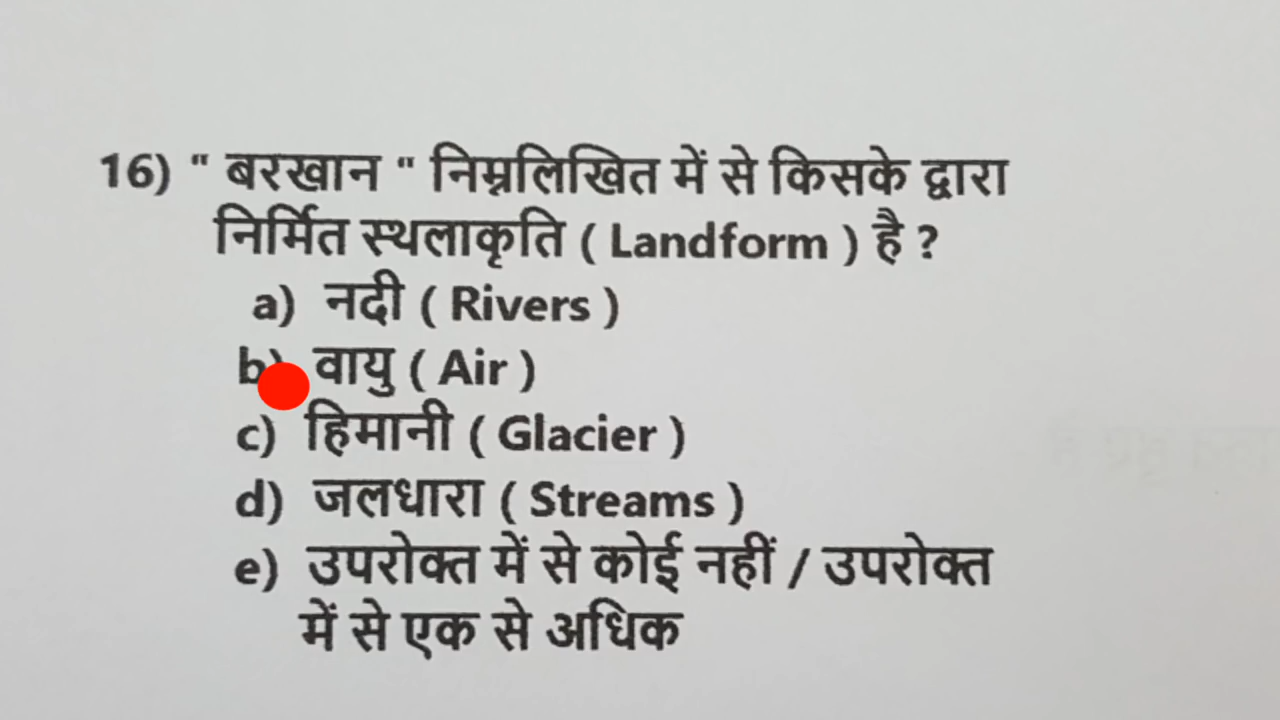 16) " बरखान " निम्नलिखित में से किसके द्वारा
निर्मित स्थलाकृति ( Landform ) है ?
a) नदी ( Rivers )
b) वायु ( Air )
c) हिमानी ( Glacier )
d) जलधारा ( Streams )
e) उपरोक्त में से कोई नहीं / उपरोक्त
में से एक से अधिक